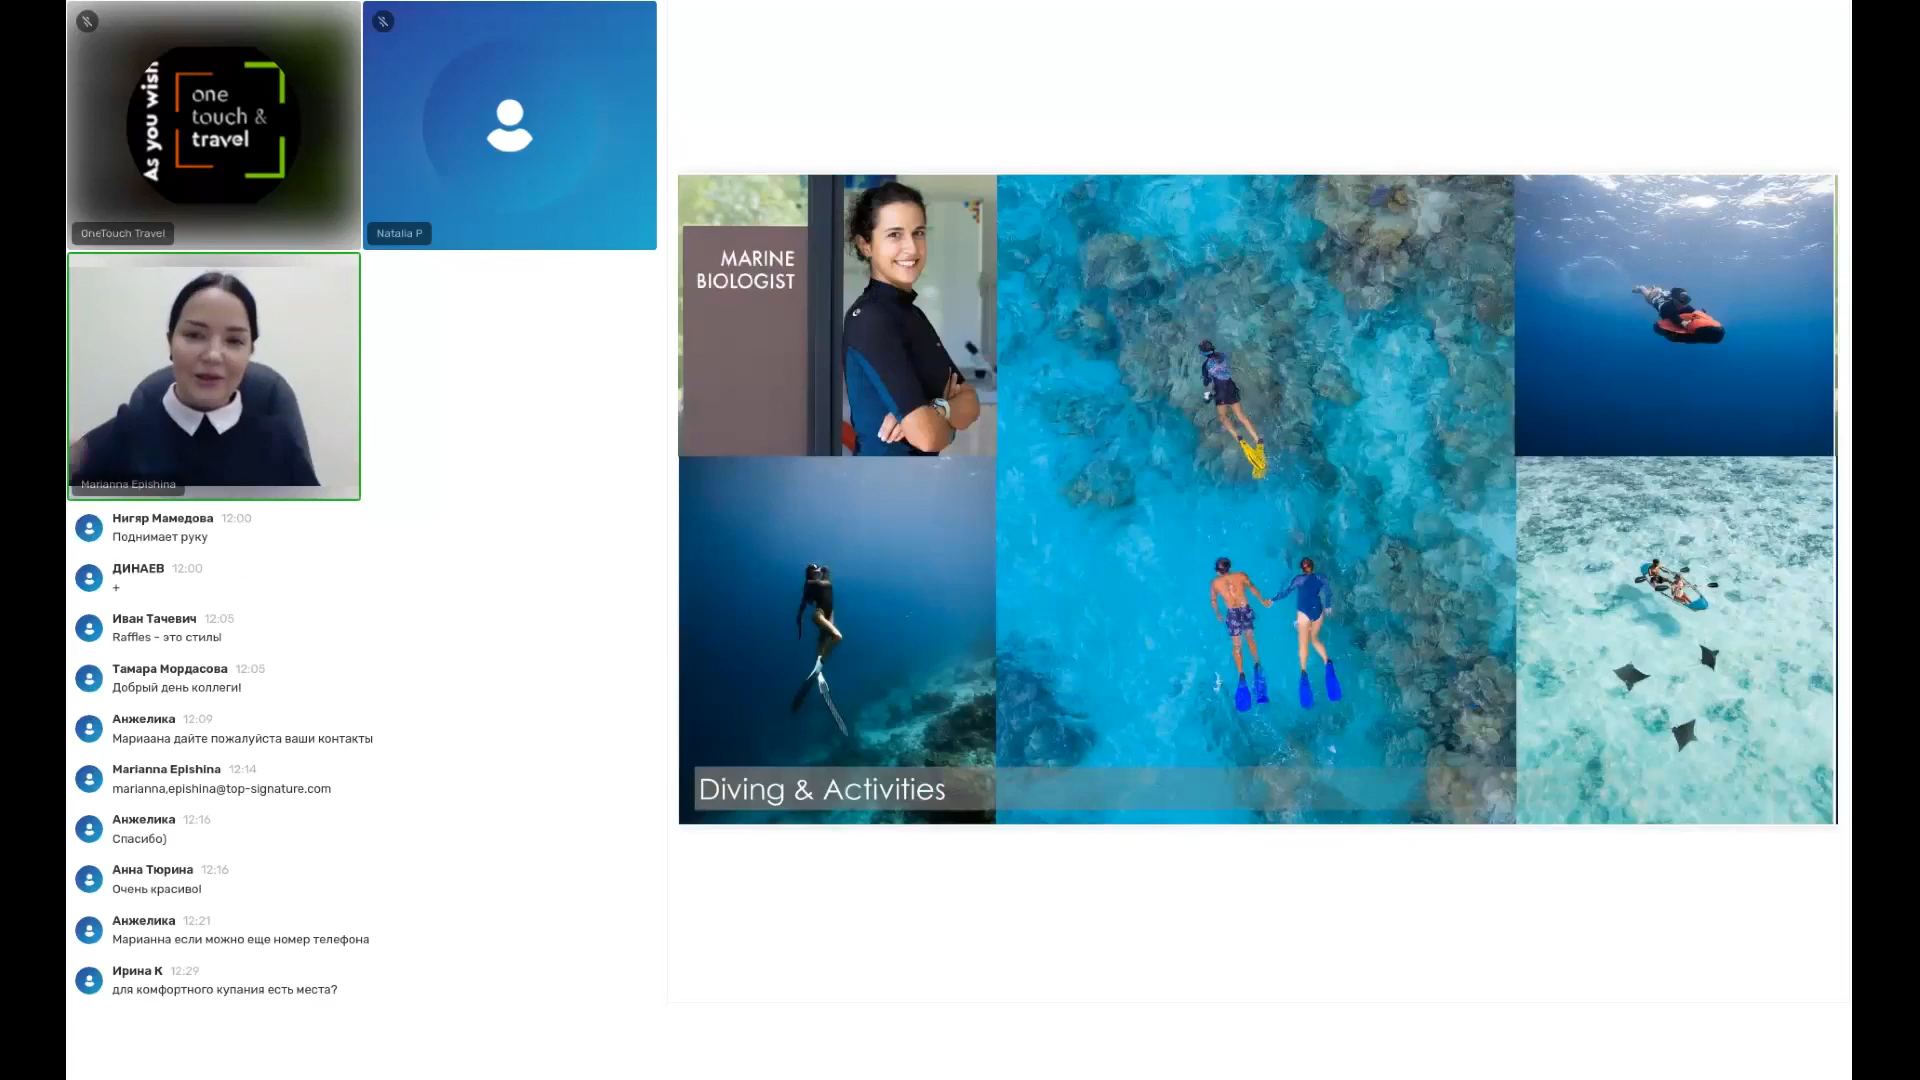 As you wish
one
touch &
travel
OneTouch Travel
Natalia P
Marianna Epishina
Нигяр Мамедова 12:00
Поднимает руку
ДИНАЕВ 12:00
+
Иван Тачевич 12:05
Raffles - это стиль!
Тамара Мордасова 12:05
Добрый день коллеги!
Анжелика 12:09
Мариаана дайте пожалуйста ваши контакты
Marianna Epishina 12:14
marianna,epishina@top-signature.com
Анжелика 12:16
Спасибо)
Анна Тюрина 12:16
Очень красиво!
Анжелика 12:21
Марианна если можно еще номер телефона
Ирина К 12:29
для комфортного купания есть места?
MARINE
BIOLOGIST
Diving & Activities